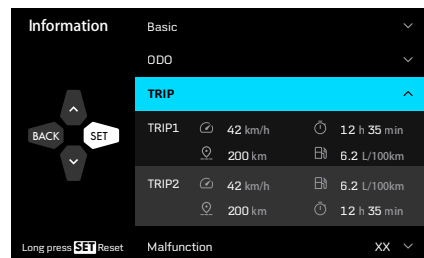 Information
Basic
ODO
TRIP
BACK SET
TRIP1 42 km/h 12 h 35 min
200 km 6.2 L/100km
TRIP2 42 km/h 6.2 L/100km
200 km 12 h 35 min
Long press SET Reset
Malfunction XX